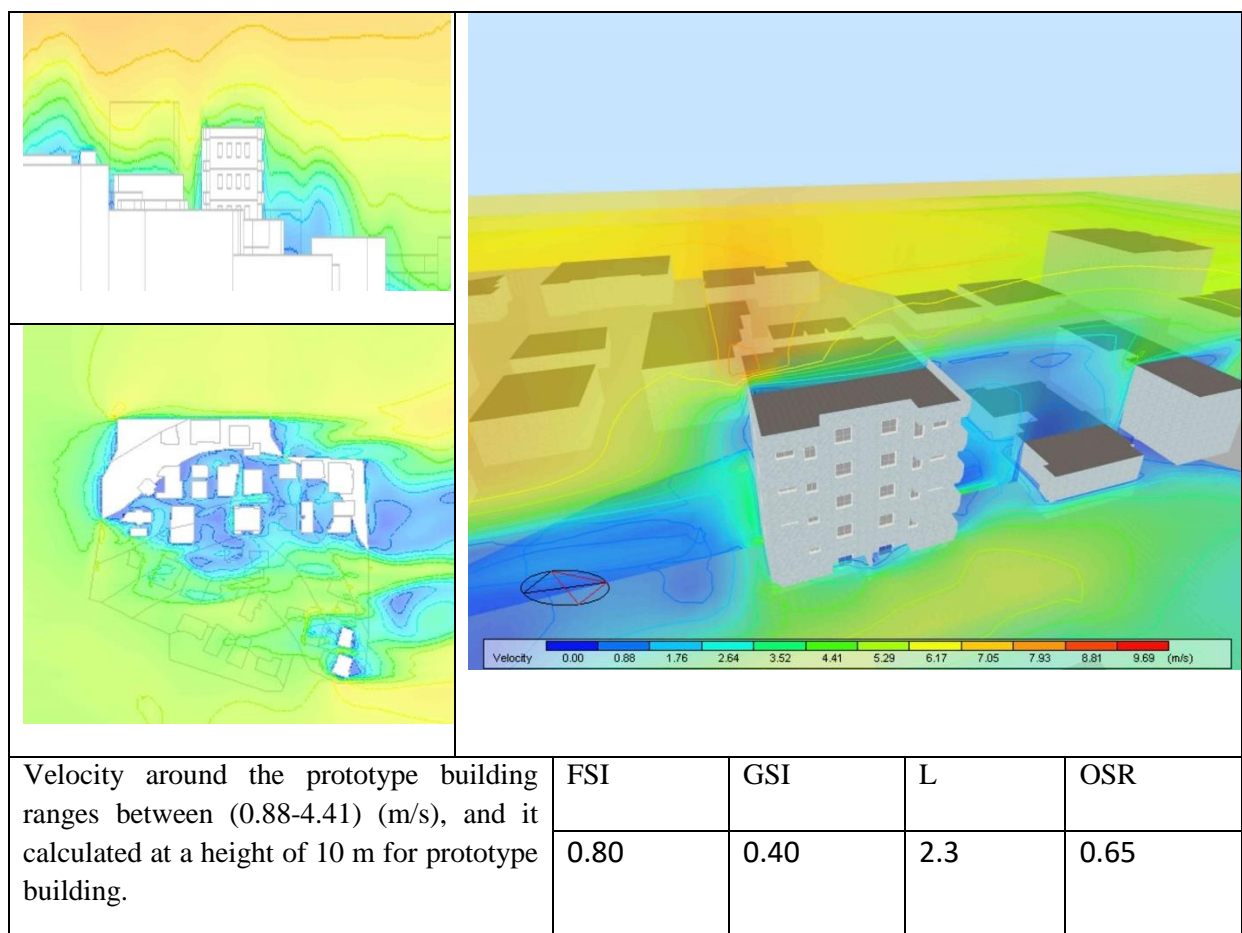 Velocity 0.00 0.88 1.76 2.64 3.52 4.41 5.29 6.17 7.05 7.93 8.81 9.69 (m/s)
Velocity around the prototype building
ranges between (0.88-4.41) (m/s), and it
calculated at a height of 10 m for prototype
building.
FSI GSI L OSR
0.80 0.40 2.3 0.65